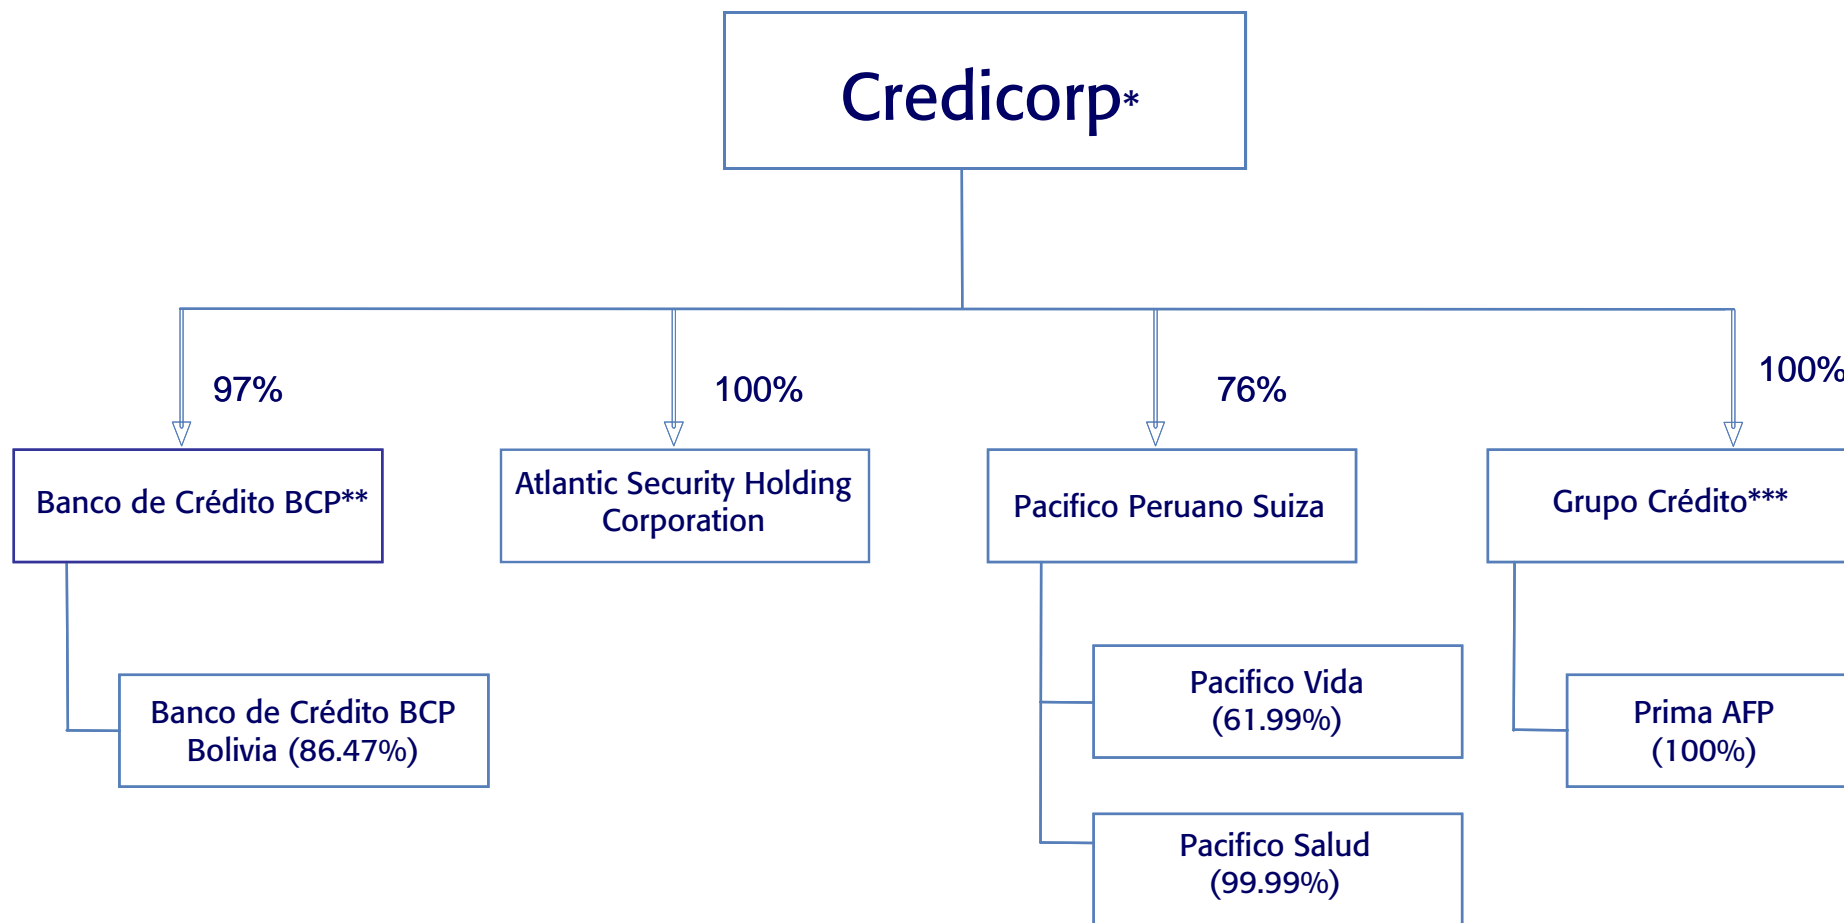 Credicorp*
97%
100%
76%
100%
Banco de Crédito BCP**
Atlantic Security Holding
Corporation
Pacifico Peruano Suiza
Grupo Crédito***
Banco de Crédito BCP
Bolivia (86.47%)
Pacifico Vida
(61.99%)
Prima AFP
(100%)
Pacifico Salud
(99.99%)